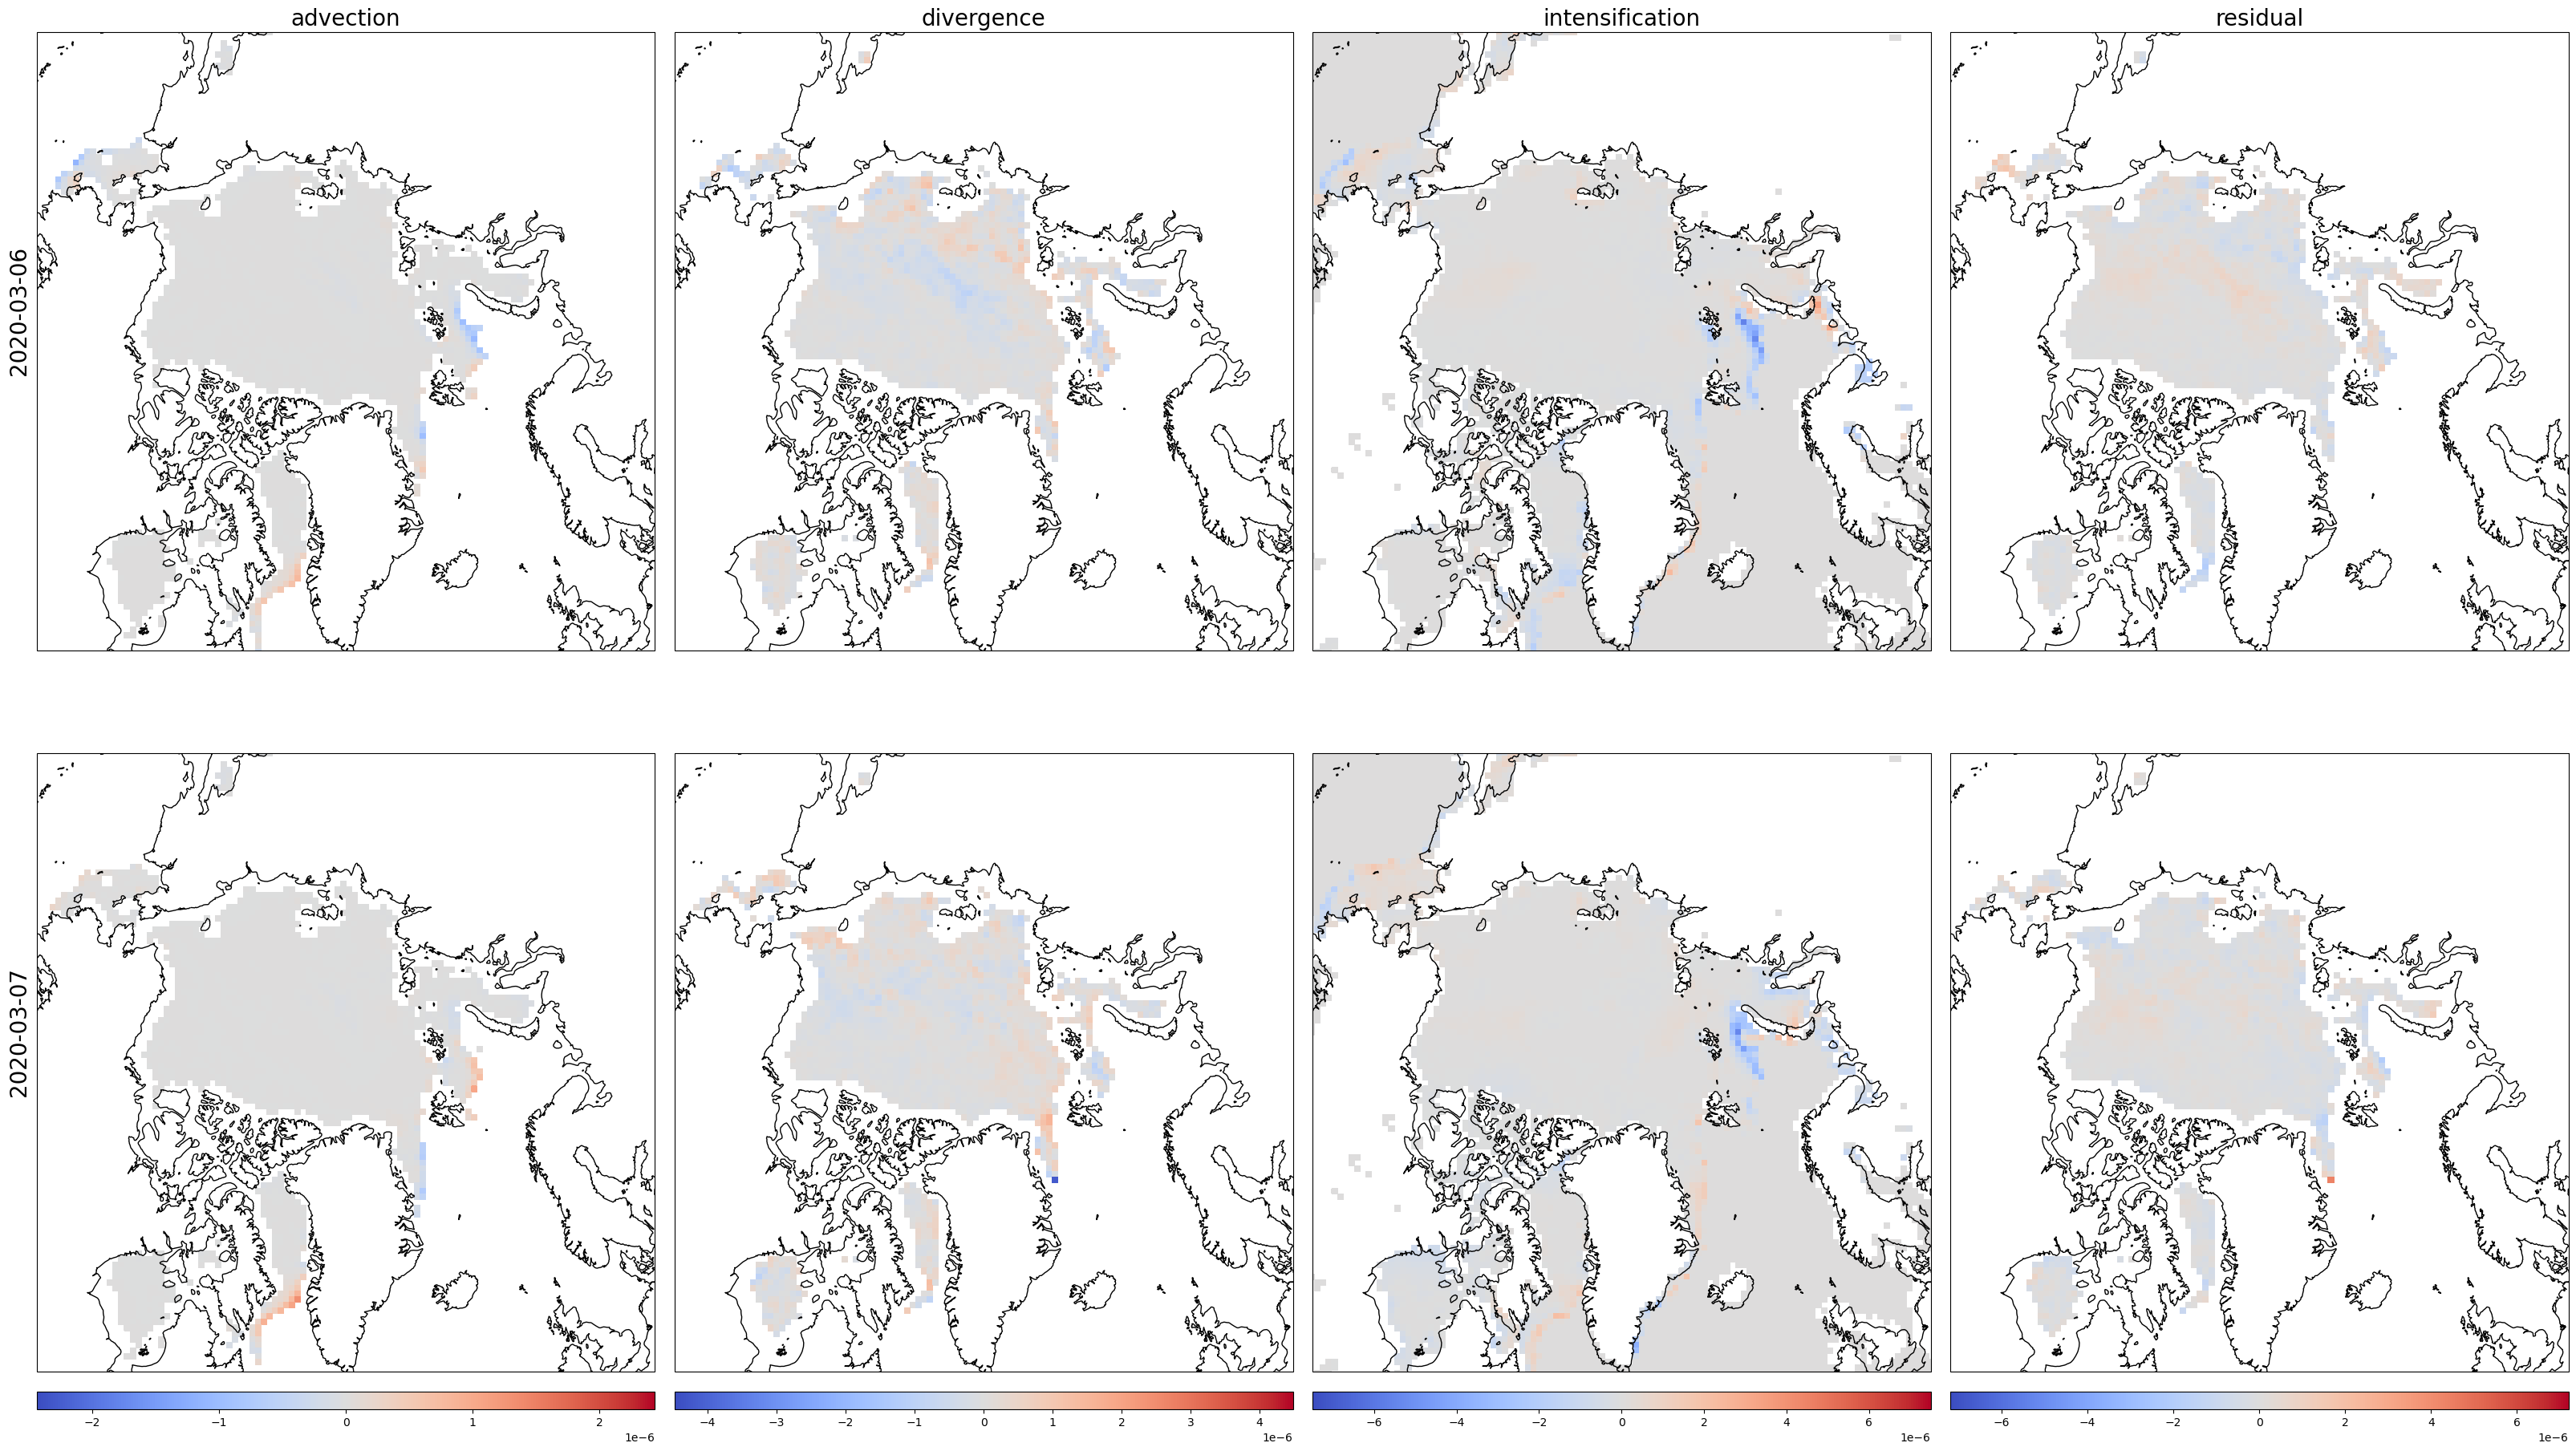 advection divergence intensification residual
2020-03-06
2020-03-07
−2 −1 0 1 2 −4 −3 −2 −1 0 1 2 3 4 −6 −4 −2 0 2 4 6 −6 −4 −2 0 2 4 6
1e−6 1e−6 1e−6 1e−6